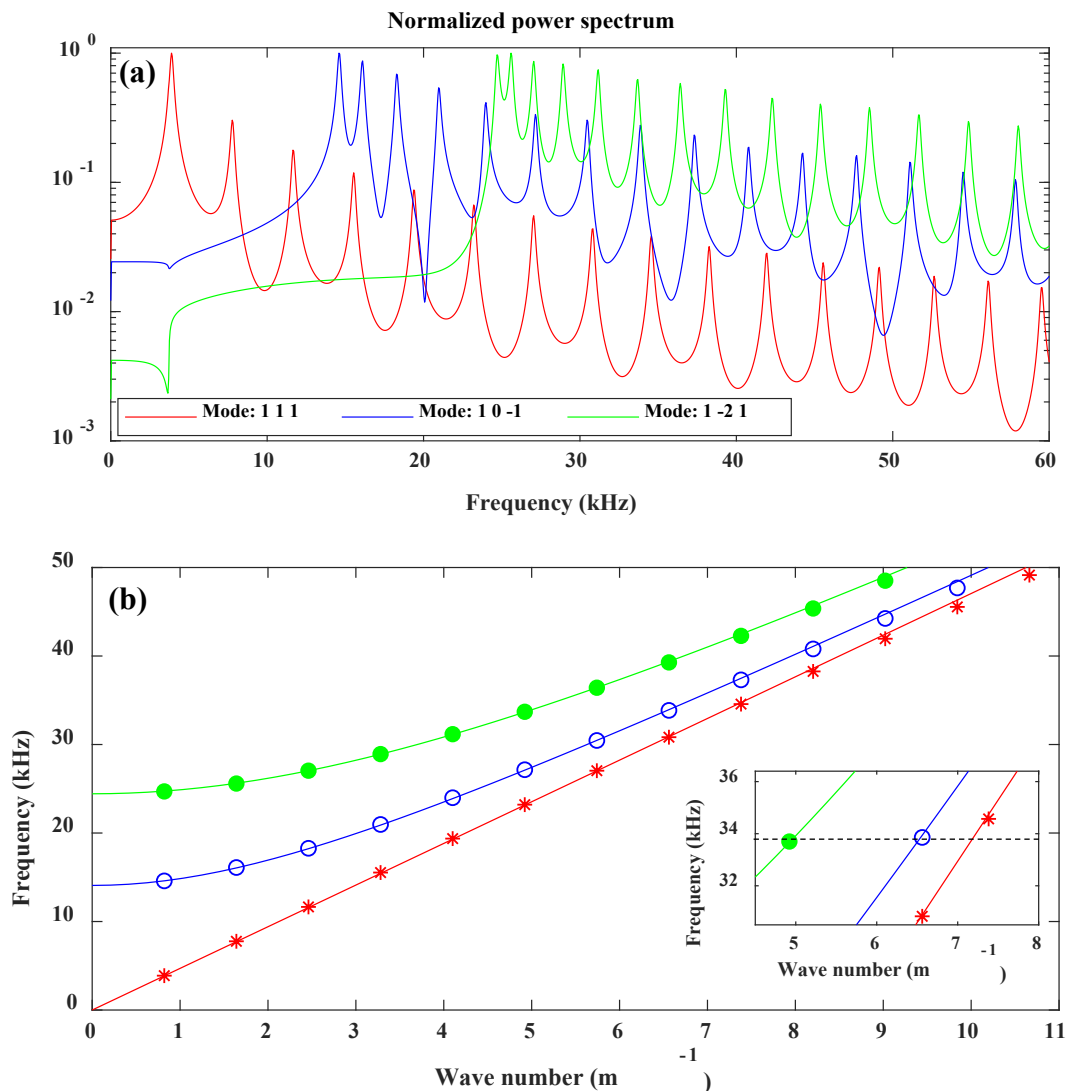 Normalized power spectrum
(a)
10 0
10 -1
10 -2
10 -3
Mode: 1 1 1 Mode: 1 0 -1 Mode: 1 -2 1
0 10 20 30 40 50 60
Frequency (kHz)
(b)
50
40
30
20
10
0
Frequency (kHz)
36
34
32
Frequency (kHz)
5 6 7 8
Wave number (m -1 )
0 1 2 3 4 5 6 7 8 9 10 11
Wave number (m -1 )